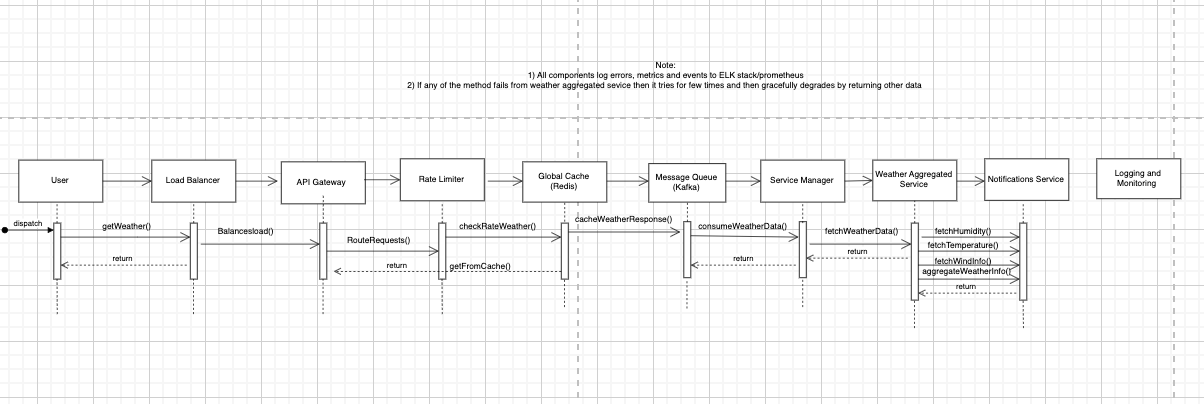 Note:
1) All components log errors, metrics and events to ELK stack/prometheus
2) If any of the method fails from weather aggregated sevice then it tries for few times and then gracefully degrades by returning other data
User
Load Balancer
API Gateway
Rate Limiter
Global Cache
(Redis)
Message Queue
(Kafka)
Service Manager
Weather Aggregated
Service
Notifications Service
Logging and
Monitoring
dispatch
getWeather()
return
Balancesload()
RouteRequests()
return
checkRateWeather()
getFromCache()
cacheWeatherResponse()
consumeWeatherData()
return
fetchWeatherData()
return
fetchHumidity()
fetchTemperature()
fetchWindInfo()
aggregateWeatherInfo()
return